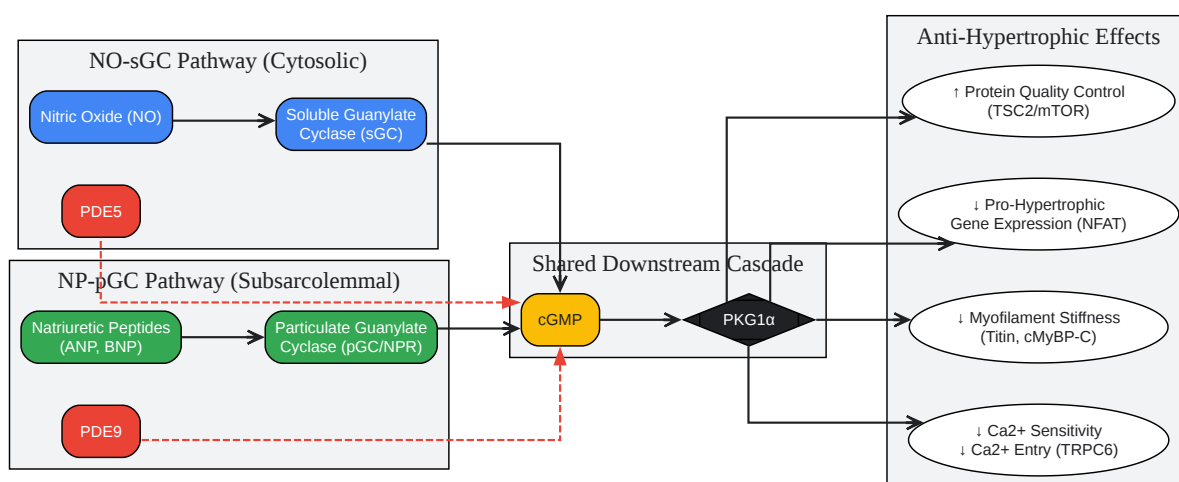 NO-sGC Pathway (Cytosolic)
Nitric Oxide (NO)
Soluble Guanylate
Cyclase (sGC)
PDE5
NP-pGC Pathway (Subsarcolemmal)
Natriuretic Peptides
(ANP, BNP)
Particulate Guanylate
Cyclase (pGC/NPR)
PDE9
Shared Downstream Cascade
cGMP
PKG1α
Anti-Hypertrophic Effects
↑ Protein Quality Control
(TSC2/mTOR)
↓ Pro-Hypertrophic
Gene Expression (NFAT)
↓ Myofilament Stiffness
(Titin, cMyBP-C)
↓ Ca2+ Sensitivity
↓ Ca2+ Entry (TRPC6)